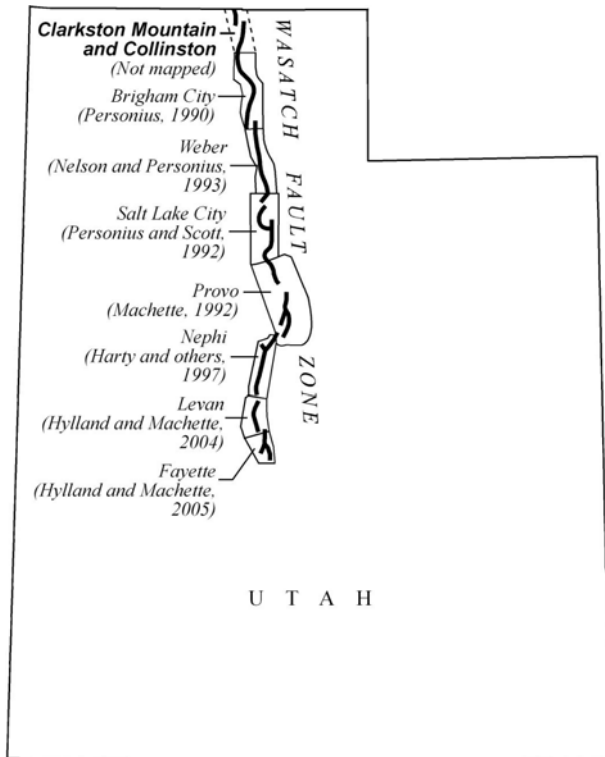 Clarkston Mountain
and Collinston
(Not mapped)
Brigham City
(Personius, 1990)
Weber
(Nelson and Personius,
1993)
Salt Lake City
(Personius and Scott,
1992)
Provo
(Machette, 1992)
Nephi
(Harty and others,
1997)
Levan
(Hylland and Machette,
2004)
Fayette
(Hylland and Machette,
2005)
WASATCH
FAULT
ZONE
UTAH